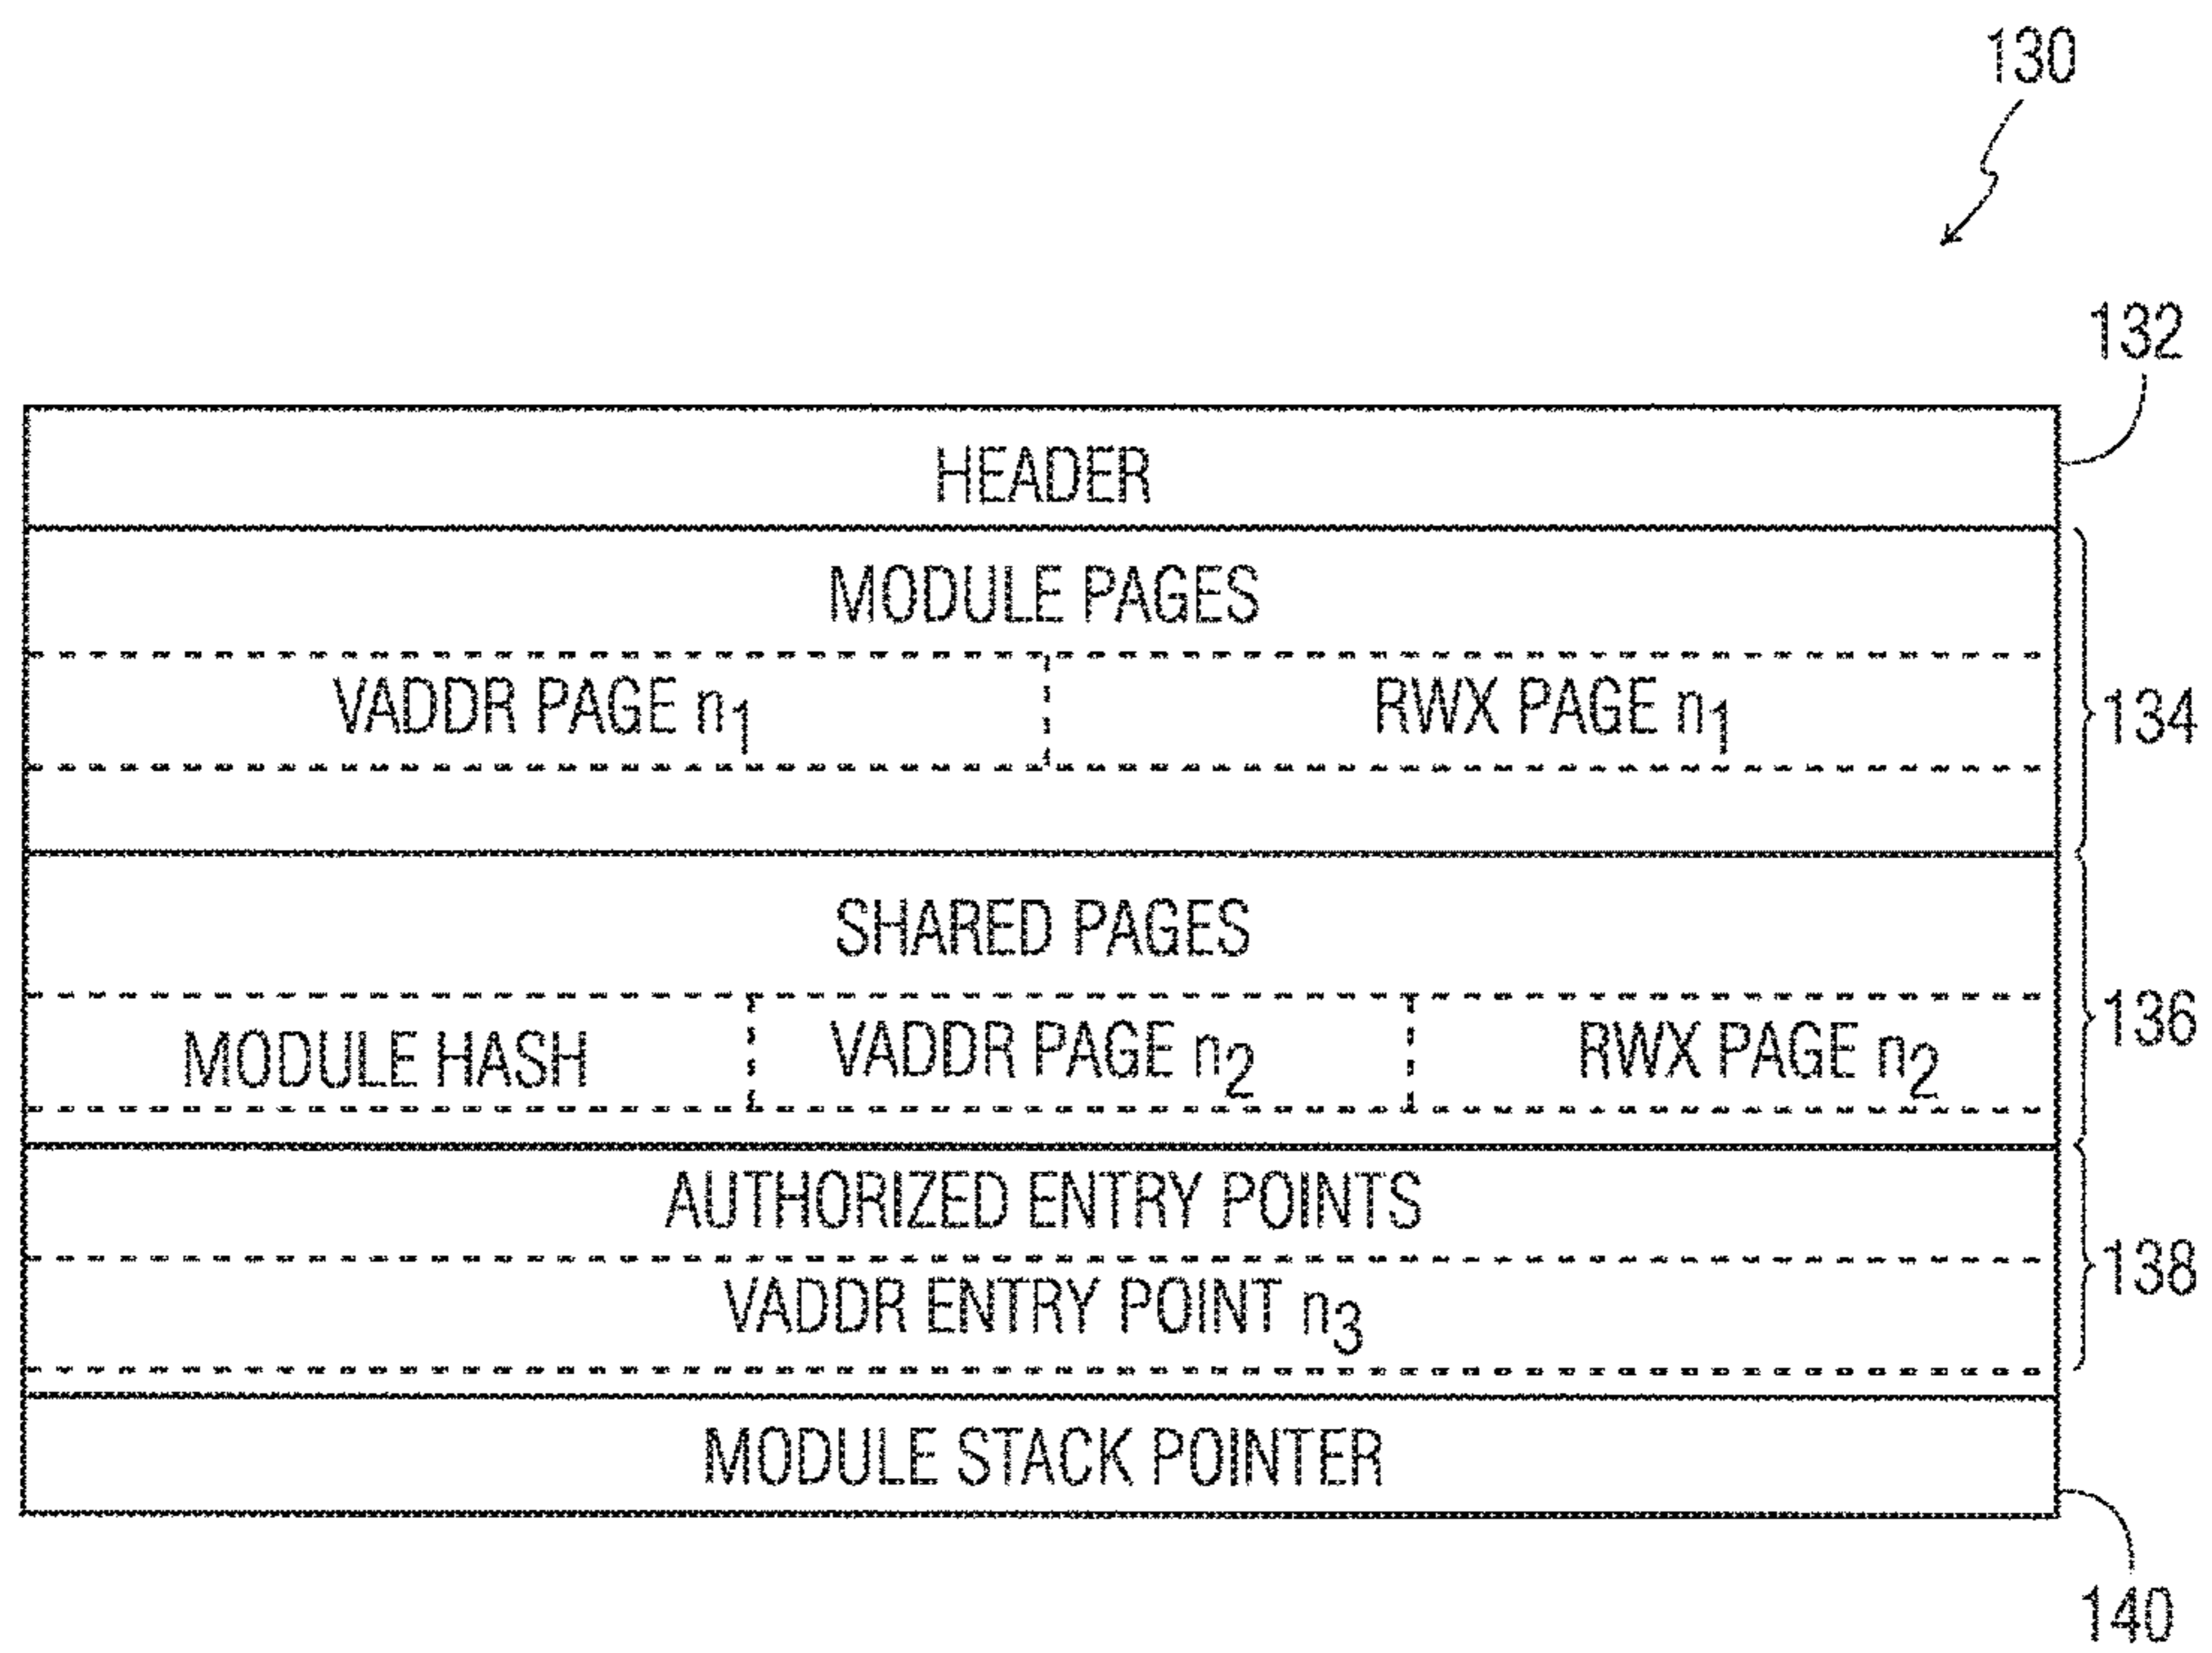 130
132
HEADER
MODULE PAGES
VADDR PAGE n1 RWX PAGE n1
134
SHARED PAGES
MODULE HASH VADDR PAGE n2 RWX PAGE n2
136
AUTHORIZED ENTRY POINTS
VADDR ENTRY POINT n3
138
MODULE STACK POINTER
140